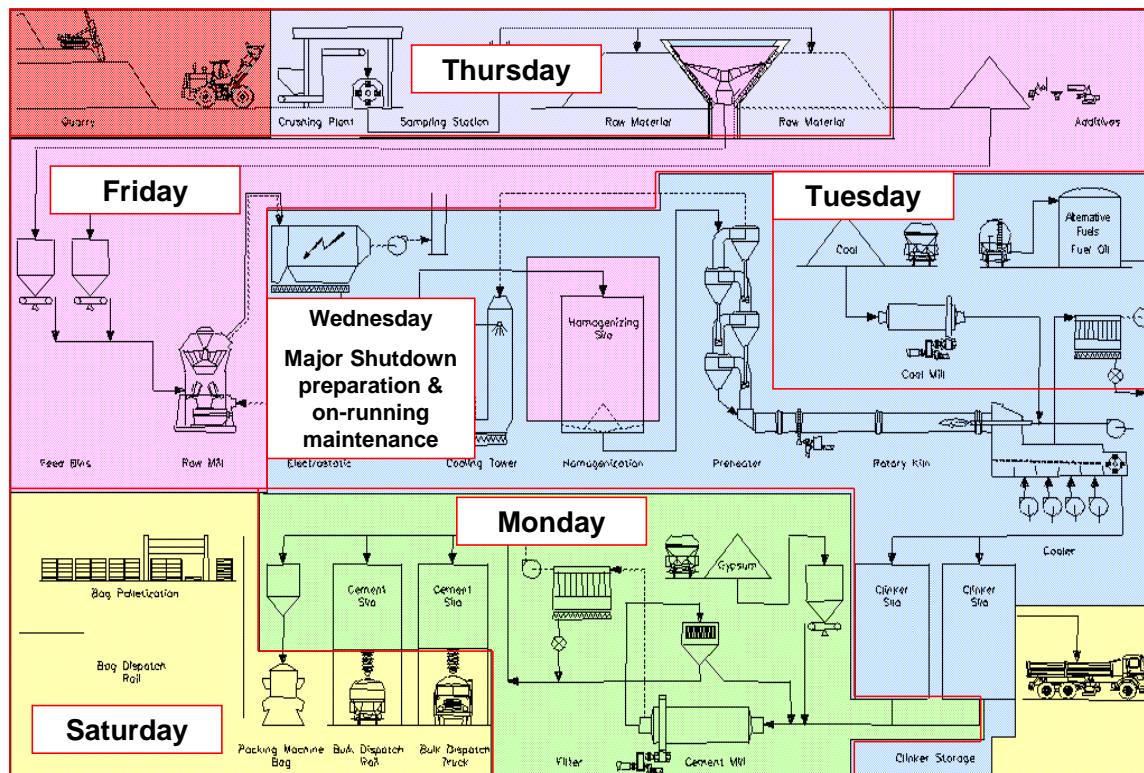 Thursday
Quarry
Crushing Plant
Sampling Station
Raw Material
Raw Material
Additives
Friday
Tuesday
Coal
Alternative
Fuels
Fuel Oil
Wednesday
Major Shutdown
preparation &
on-running
maintenance
Homogenizing
Silo
Coal Mill
Feed Bins
Raw Mill
Electrostatic
Cooling Tower
Homogenization
Preheater
Rotary Kiln
Monday
Cooler
Gypsum
Bag Palletization
Cement
Silo
Cement
Silo
Clinker
Silo
Clinker
Silo
Bag Dispatch
Rail
Saturday
Packing Machine
Bag
Bulk Dispatch
Rail
Bulk Dispatch
Truck
Filter
Cement Mill
Clinker Storage